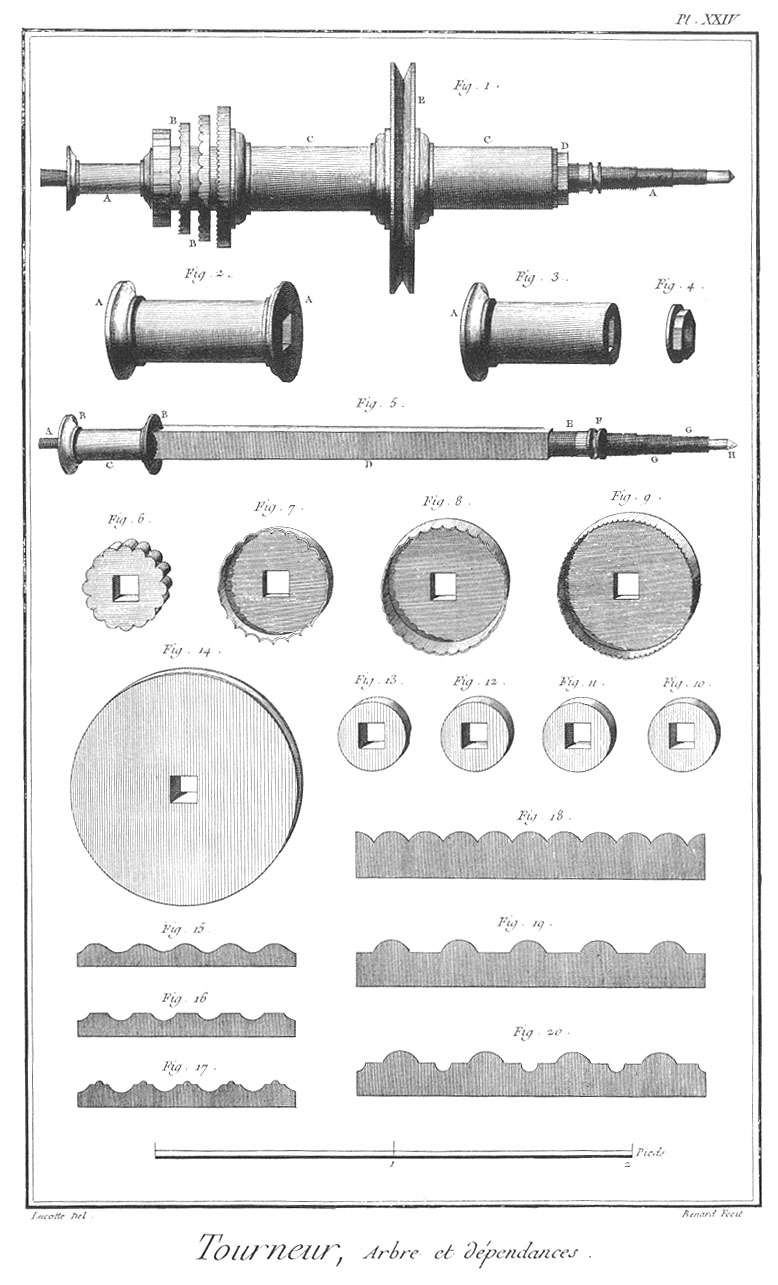 Pl. XXIV
Fig. 1.
B
E
C
C
D
A
A
B
Fig. 2.
Fig. 3.
Fig. 4.
A
A
A
Fig. 5.
A
B
B
E
F
G
C
D
G
H
Fig. 6.
Fig. 7.
Fig. 8.
Fig. 9.
Fig. 14.
Fig. 13.
Fig. 12.
Fig. 11.
Fig. 10.
Fig. 18.
Fig. 15.
Fig. 19.
Fig. 16
Fig. 17.
Fig. 20.
Pieds
1
2
Lucotte Del.
Benard Fecit
Tourneur, Arbre et dépendances.